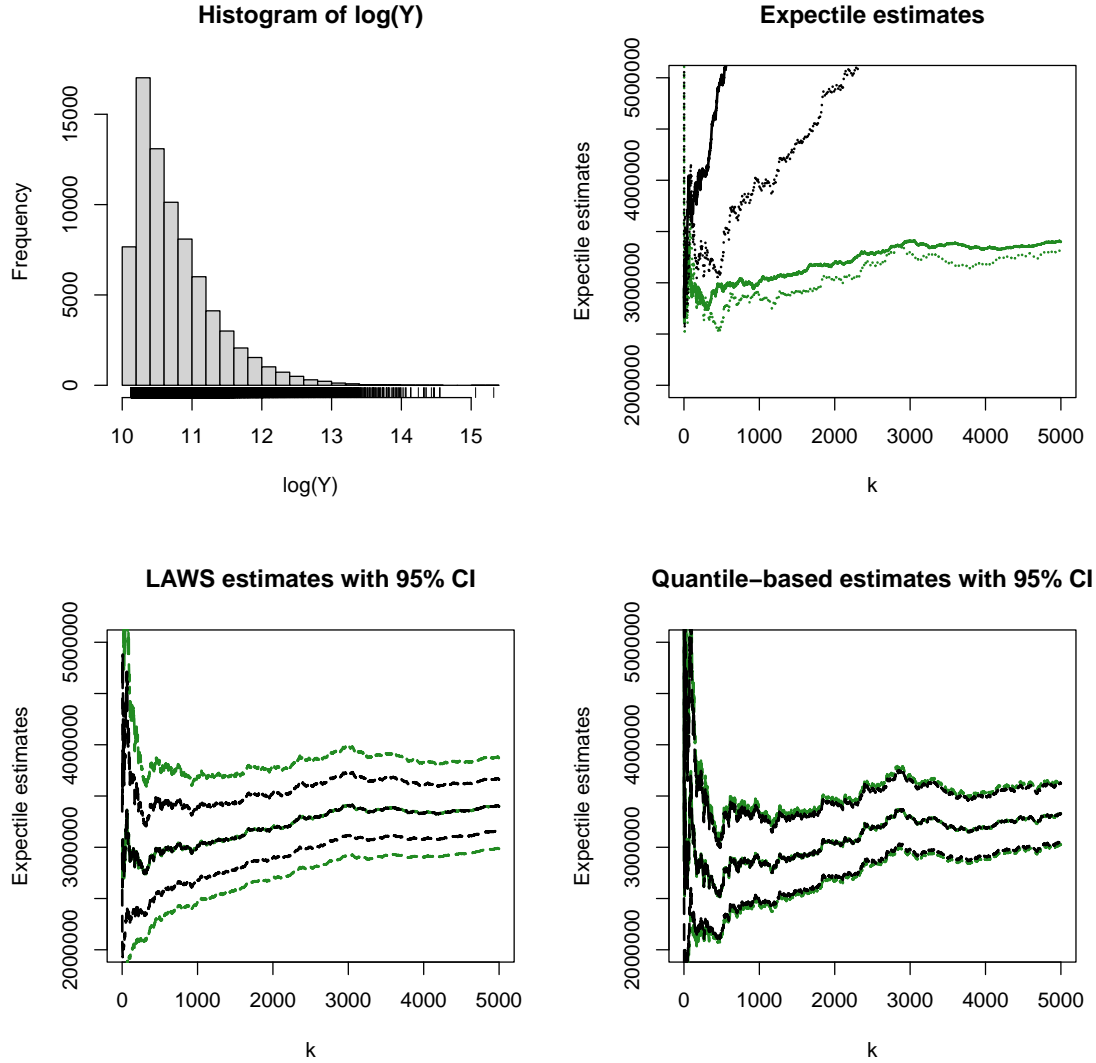 Histogram of log(Y)
Frequency
0 5000 10000 15000
10 11 12 13 14 15
log(Y)
Expectile estimates
Expectile estimates
2000000 3000000 4000000 5000000
0 1000 2000 3000 4000 5000
k
LAWS estimates with 95% CI
Expectile estimates
2000000 3000000 4000000 5000000
0 1000 2000 3000 4000 5000
k
Quantile−based estimates with 95% CI
Expectile estimates
2000000 3000000 4000000 5000000
0 1000 2000 3000 4000 5000
k